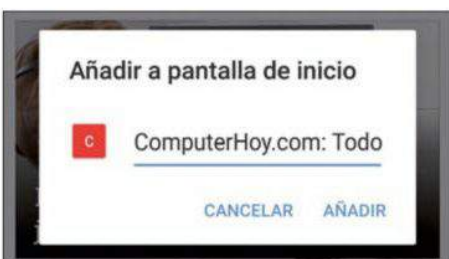 Añadir a pantalla de inicio
C
ComputerHoy.com: Todo
CANCELAR
AÑADIR